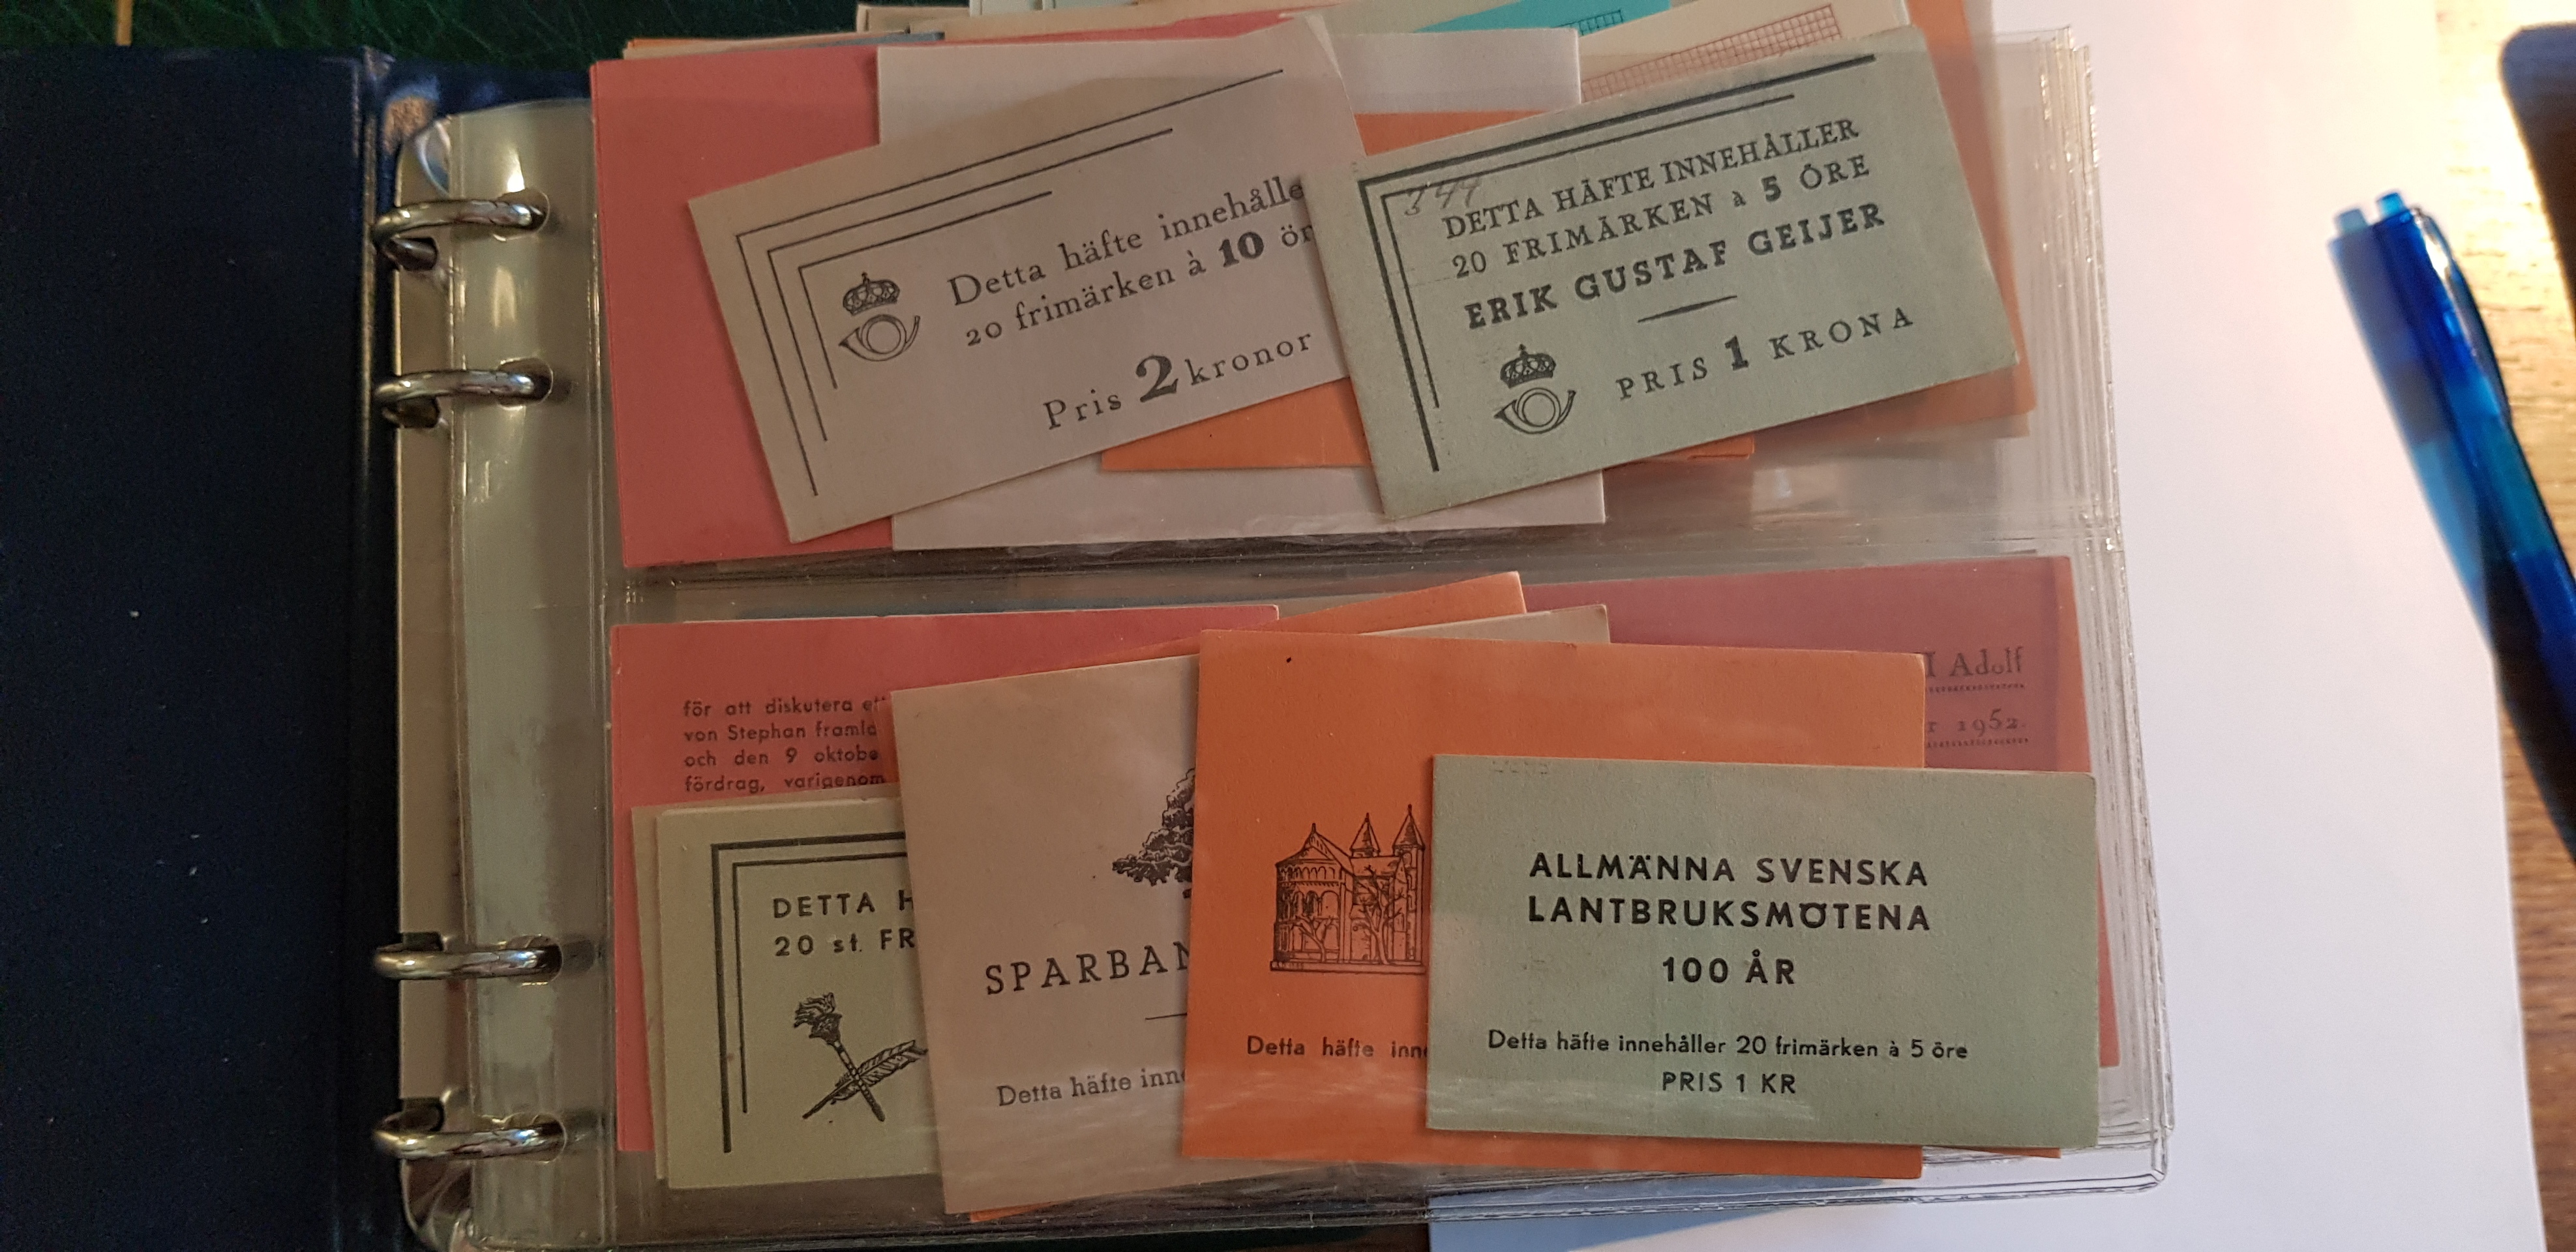 Detta häfte innehålle
20 frimärken à 10 ör
Pris 2 kronor
344
DETTA HÄFTE INNEHÅLLER
20 FRIMÄRKEN à 5 ÖRE
ERIK GUSTAF GEIJER
PRIS 1 KRONA
för att diskutera et
von Stephan framla
och den 9 oktobe
fördrag, varigenom
I Adolf
r 1952.
DETTA H
20 st. FR
SPARBAN
Detta häfte inne
Detta häfte inn
ALLMÄNNA SVENSKA
LANTBRUKSMÖTENA
100 ÅR
Detta häfte innehåller 20 frimärken à 5 öre
PRIS 1 KR